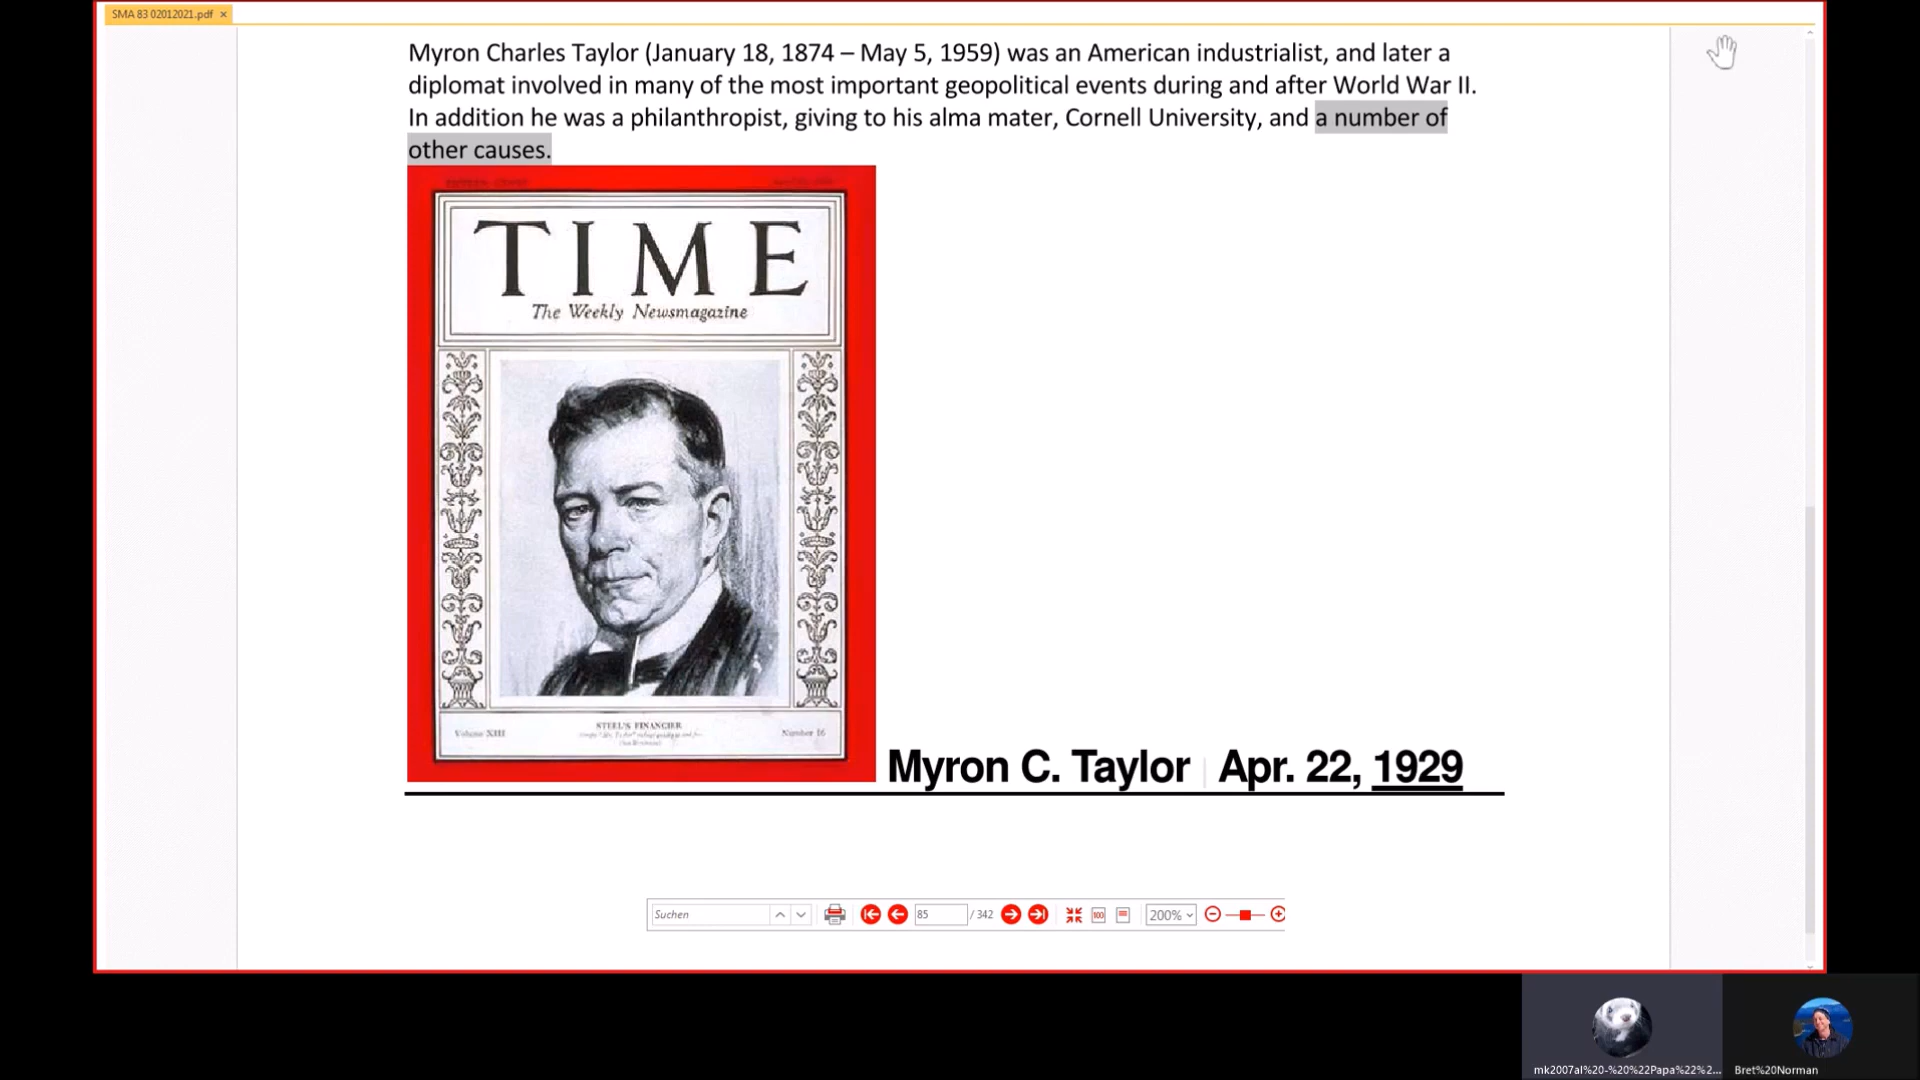 SMA 83 02012021.pdf ×
Myron Charles Taylor (January 18, 1874 – May 5, 1959) was an American industrialist, and later a
diplomat involved in many of the most important geopolitical events during and after World War II.
In addition he was a philanthropist, giving to his alma mater, Cornell University, and a number of
other causes.
TIME
The Weekly Newsmagazine
STEEL'S FINANCIER
Volume XIII
Number 16
Myron C. Taylor | Apr. 22, 1929
Suchen
85 / 342
100
200%
mk2007al%20-%20%22Papa%22%2...
Bret%20Norman